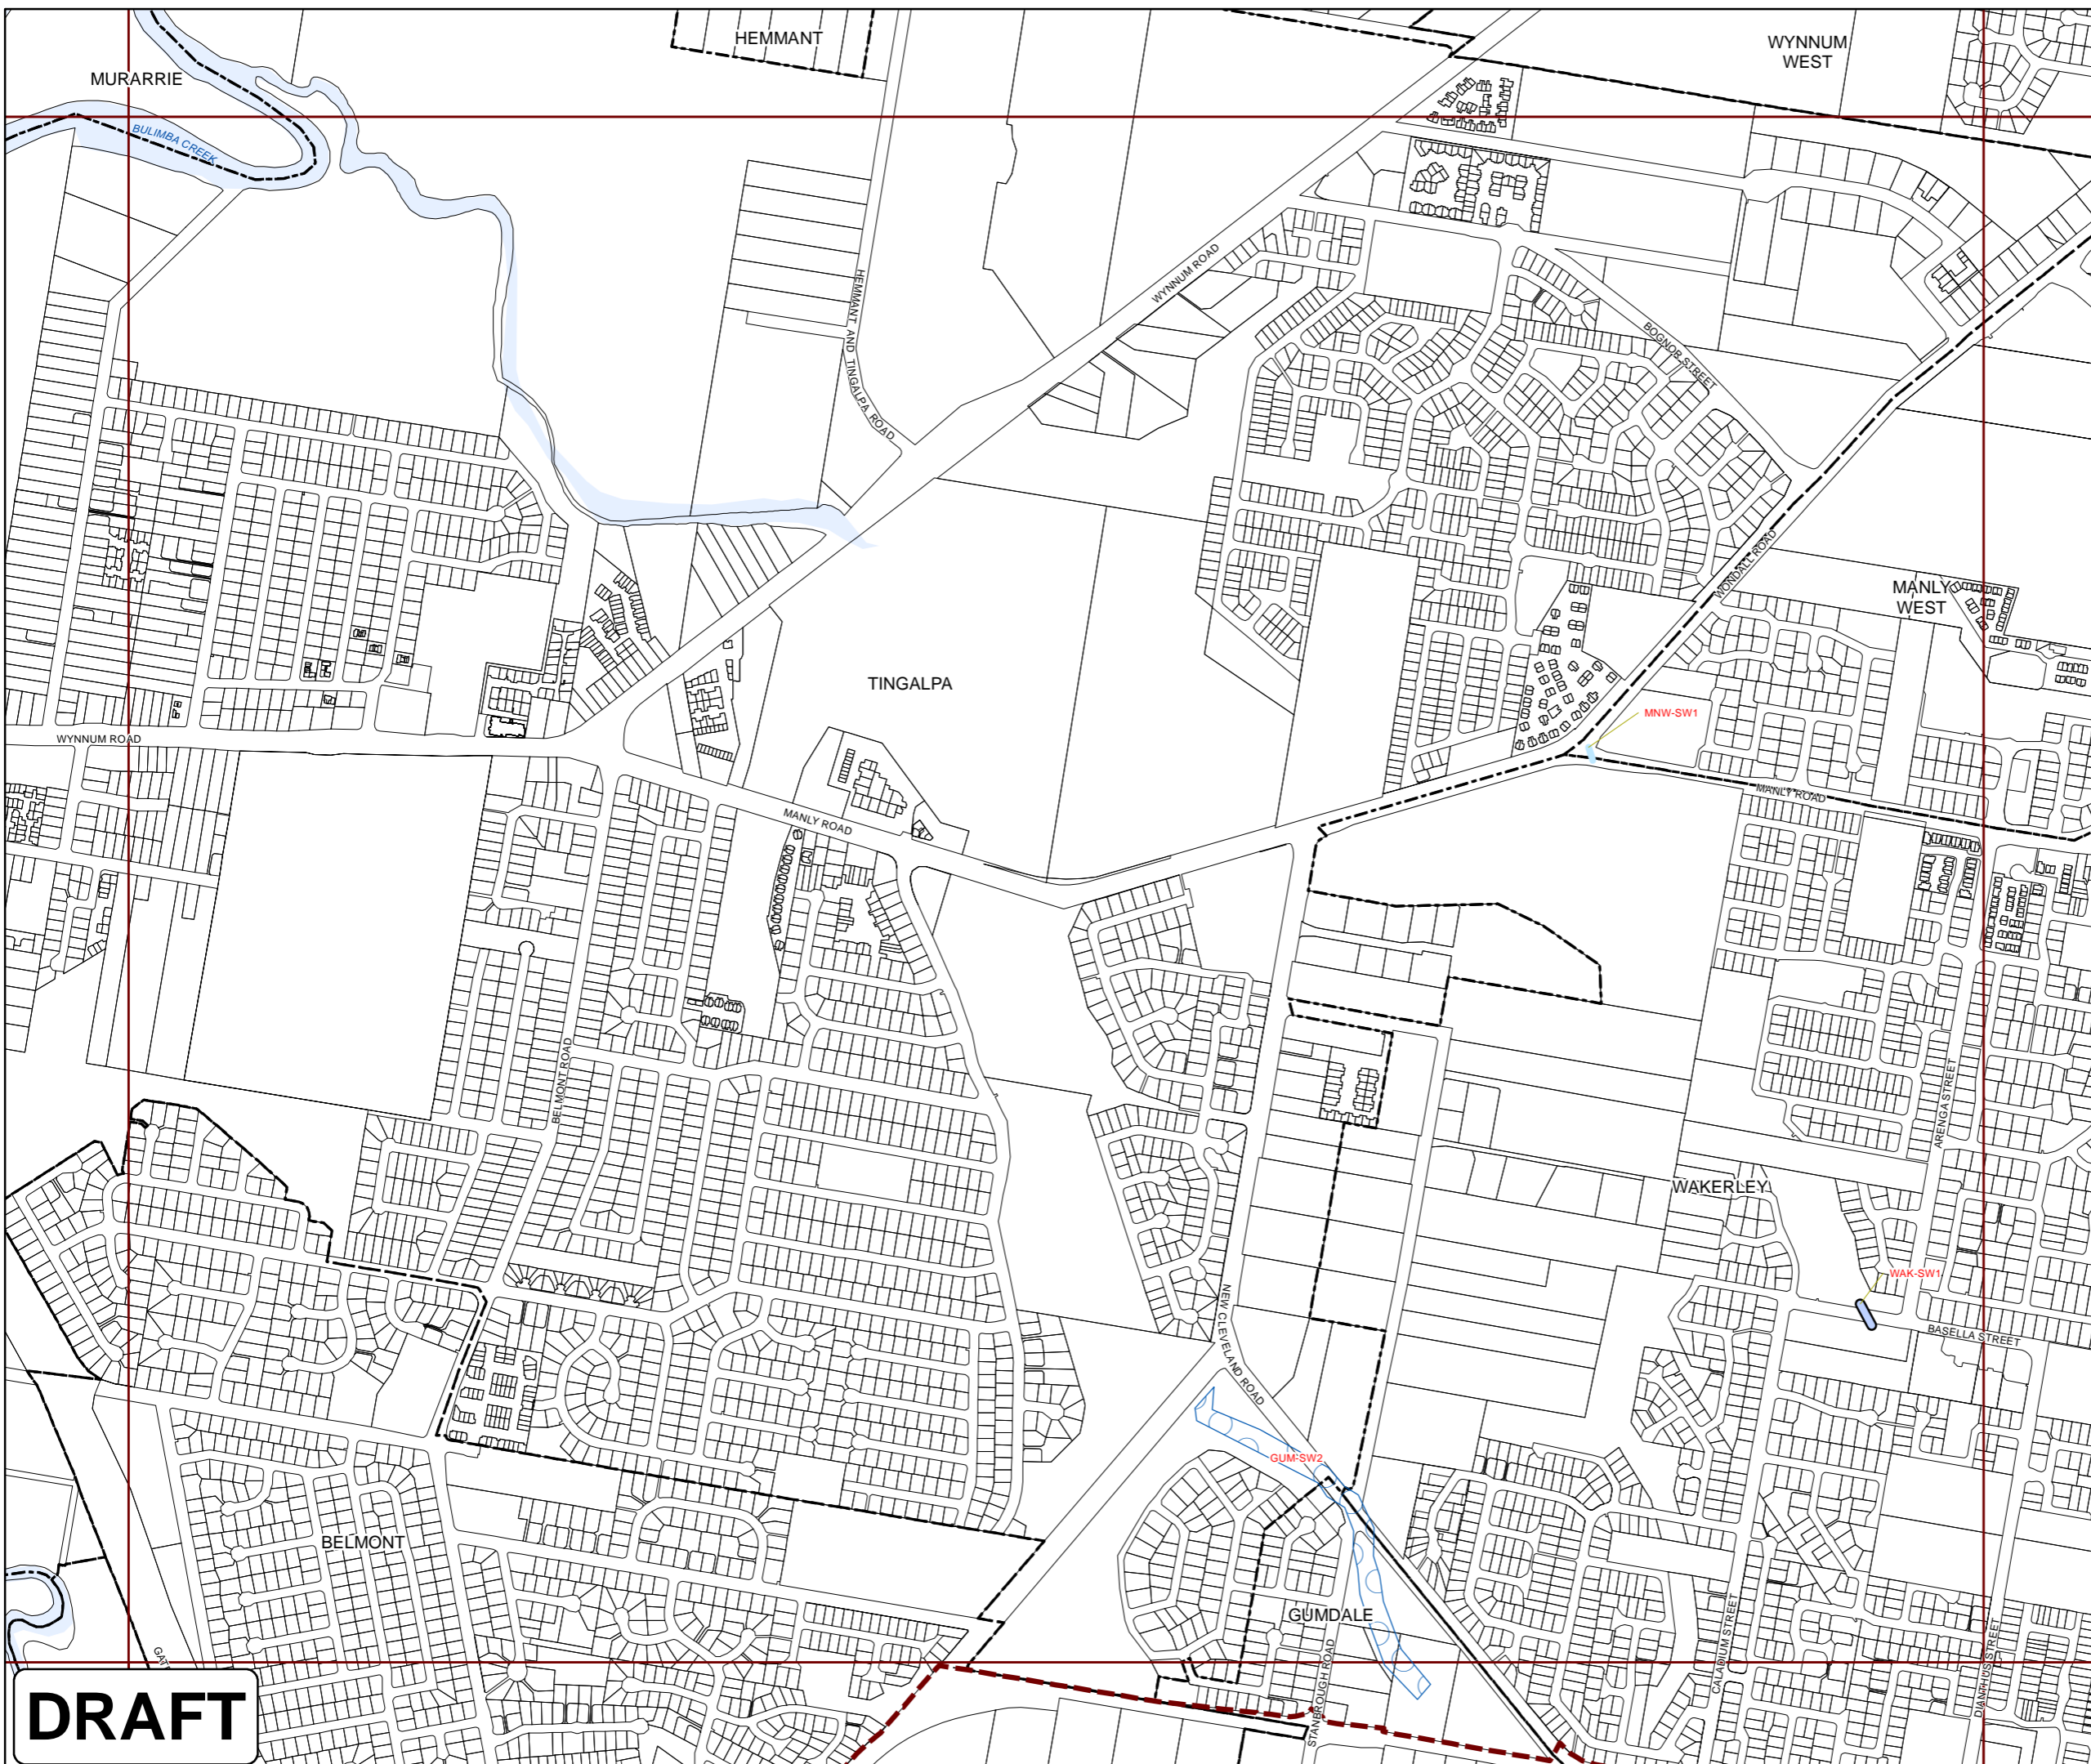 HEMMANT
WYNNUM
WEST
MURARRIE
BULIMBA CREEK
WYNNUM ROAD
HEMMANT AND TINGALPA ROAD
BOGNOR STREET
WONDALL ROAD
MANLY
WEST
TINGALPA
MNW-SW1
WYNNUM ROAD
MANLY ROAD
MANLY ROAD
BELMONT ROAD
ARENGA STREET
WAKERLEY
WAK-SW1
NEW CLEVELAND ROAD
BASELLA STREET
GUM-SW2
BELMONT
GUMDALE
CALADIUM STREET
STANBROUGH ROAD
DIANTHUS STREET
DRAFT